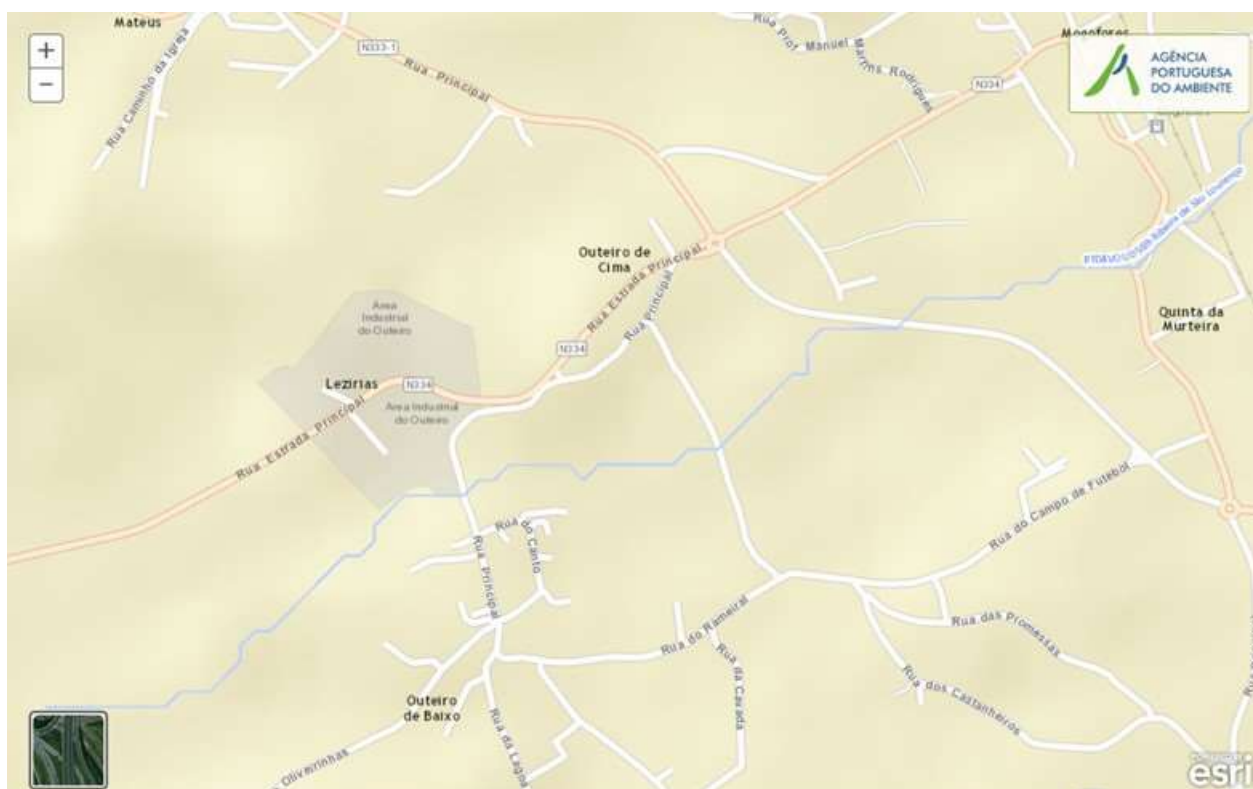 Mateus
+
−
Rua Caminho da Igreja
N333-1
Rua Principal
Rua Prof Manuel Martins Rodrigues
Mogofores
N334
AGÊNCIA
PORTUGUESA
DO AMBIENTE
Outeiro de
Cima
Rua Estrada Principal
Rua Principal
N334
Quinta da
Murteira
Área
Industrial
do Outeiro
Lezírias
N334
Área Industrial
do Outeiro
Rua Estrada Principal
Rua do Campo de Futebol
Rua do Canto
Rua Principal
Rua do Rameiral
Rua da Cavada
Rua das Promessas
Rua dos Castanheiros
Outeiro
de Baixo
Rua da Lagoa
Oliveirinhas
esri